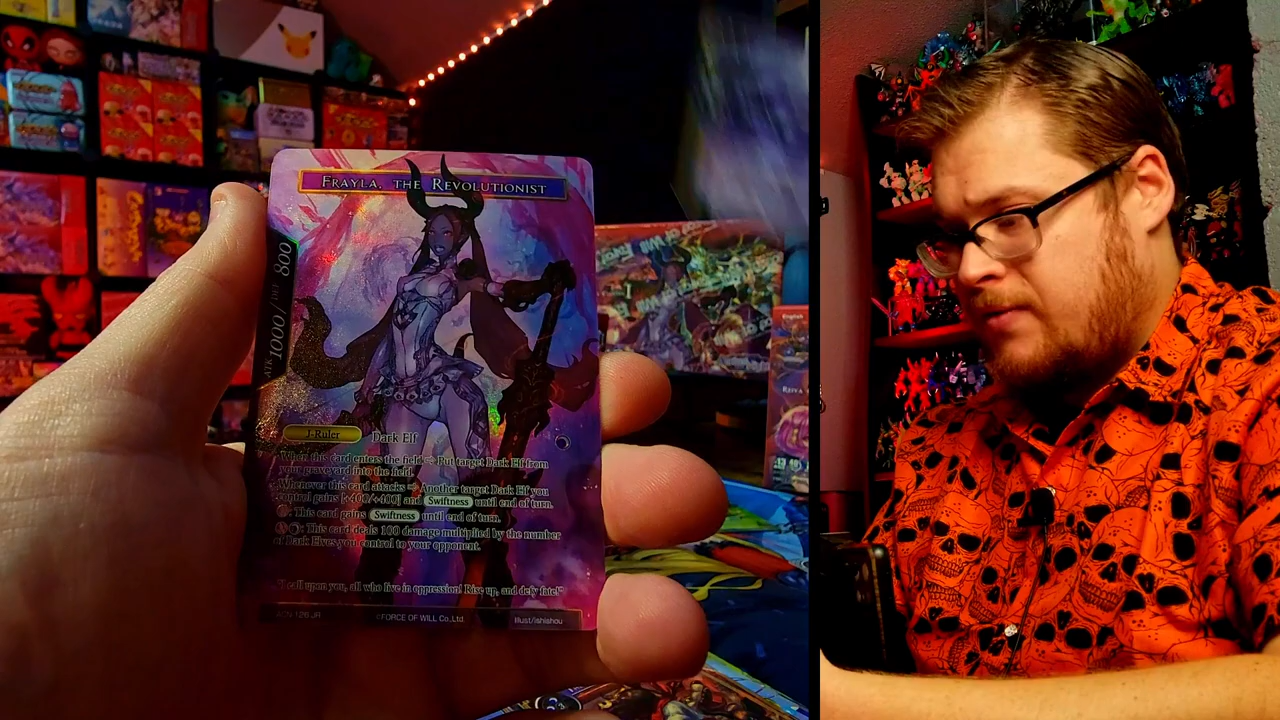 Frayla, the Revolutionist
ATK 1000 / DEF 800
J-Ruler
Dark Elf
When this card enters the field ⇒ Put target Dark Elf from
your graveyard into the field.
Whenever this card attacks ⇒ Another target Dark Elf you
control gains [+400/+400] and Swiftness until end of turn.
: This card gains Swiftness until end of turn.
: This card deals 100 damage multiplied by the number
of Dark Elves you control to your opponent.
"I call upon you, all who live in oppression! Rise up, and defy fate!"
©FORCE OF WILL Co.,Ltd.
Illust/ishishou
English